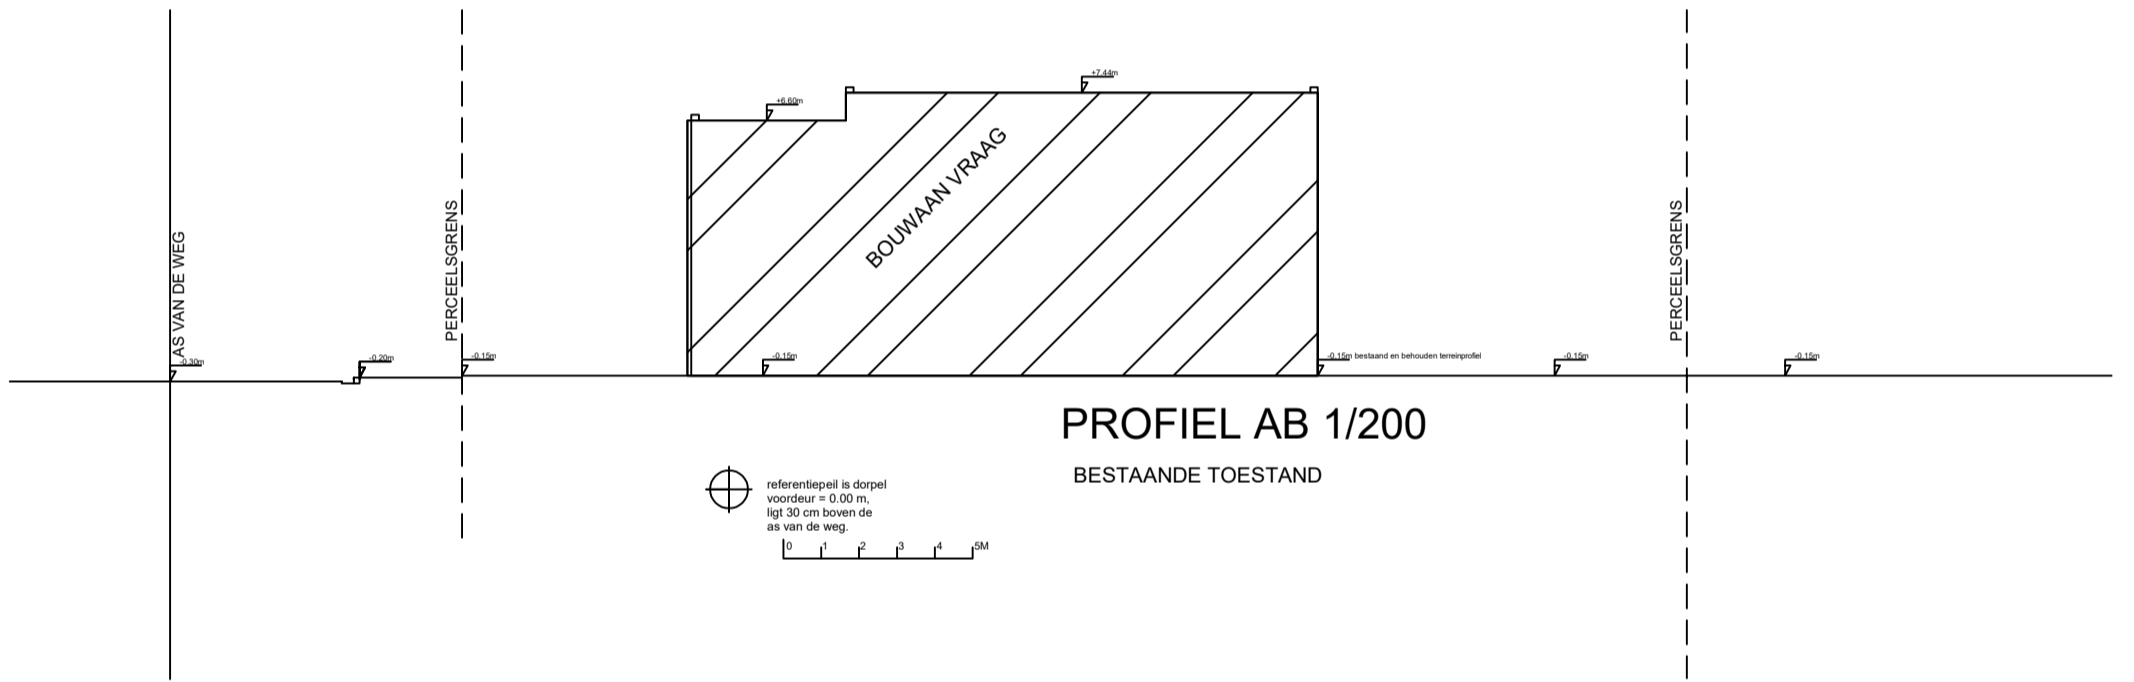 +7.44m
+6.60m
BOUWAAN VRAAG
AS VAN DE WEG
PERCEELSGRENS
PERCEELSGRENS
-0.30m
-0.20m
-0.15m
-0.15m
-0.15m bestaand en behouden terreinprofiel
-0.15m
-0.15m
PROFIEL AB 1/200
BESTAANDE TOESTAND
referentiepeil is dorpel
voordeur = 0.00 m,
ligt 30 cm boven de
as van de weg.
0 1 2 3 4 5M